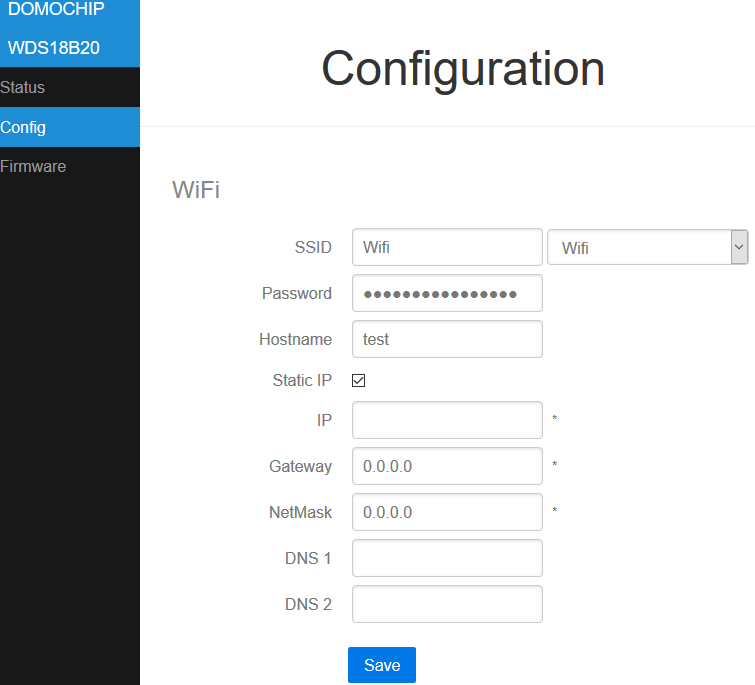 DOMOCHIP
WDS18B20
Status
Config
Firmware
Configuration
WiFi
SSID Wifi Wifi
Password ●●●●●●●●●●●●●●●●
Hostname test
Static IP
IP *
Gateway 0.0.0.0 *
NetMask 0.0.0.0 *
DNS 1
DNS 2
Save